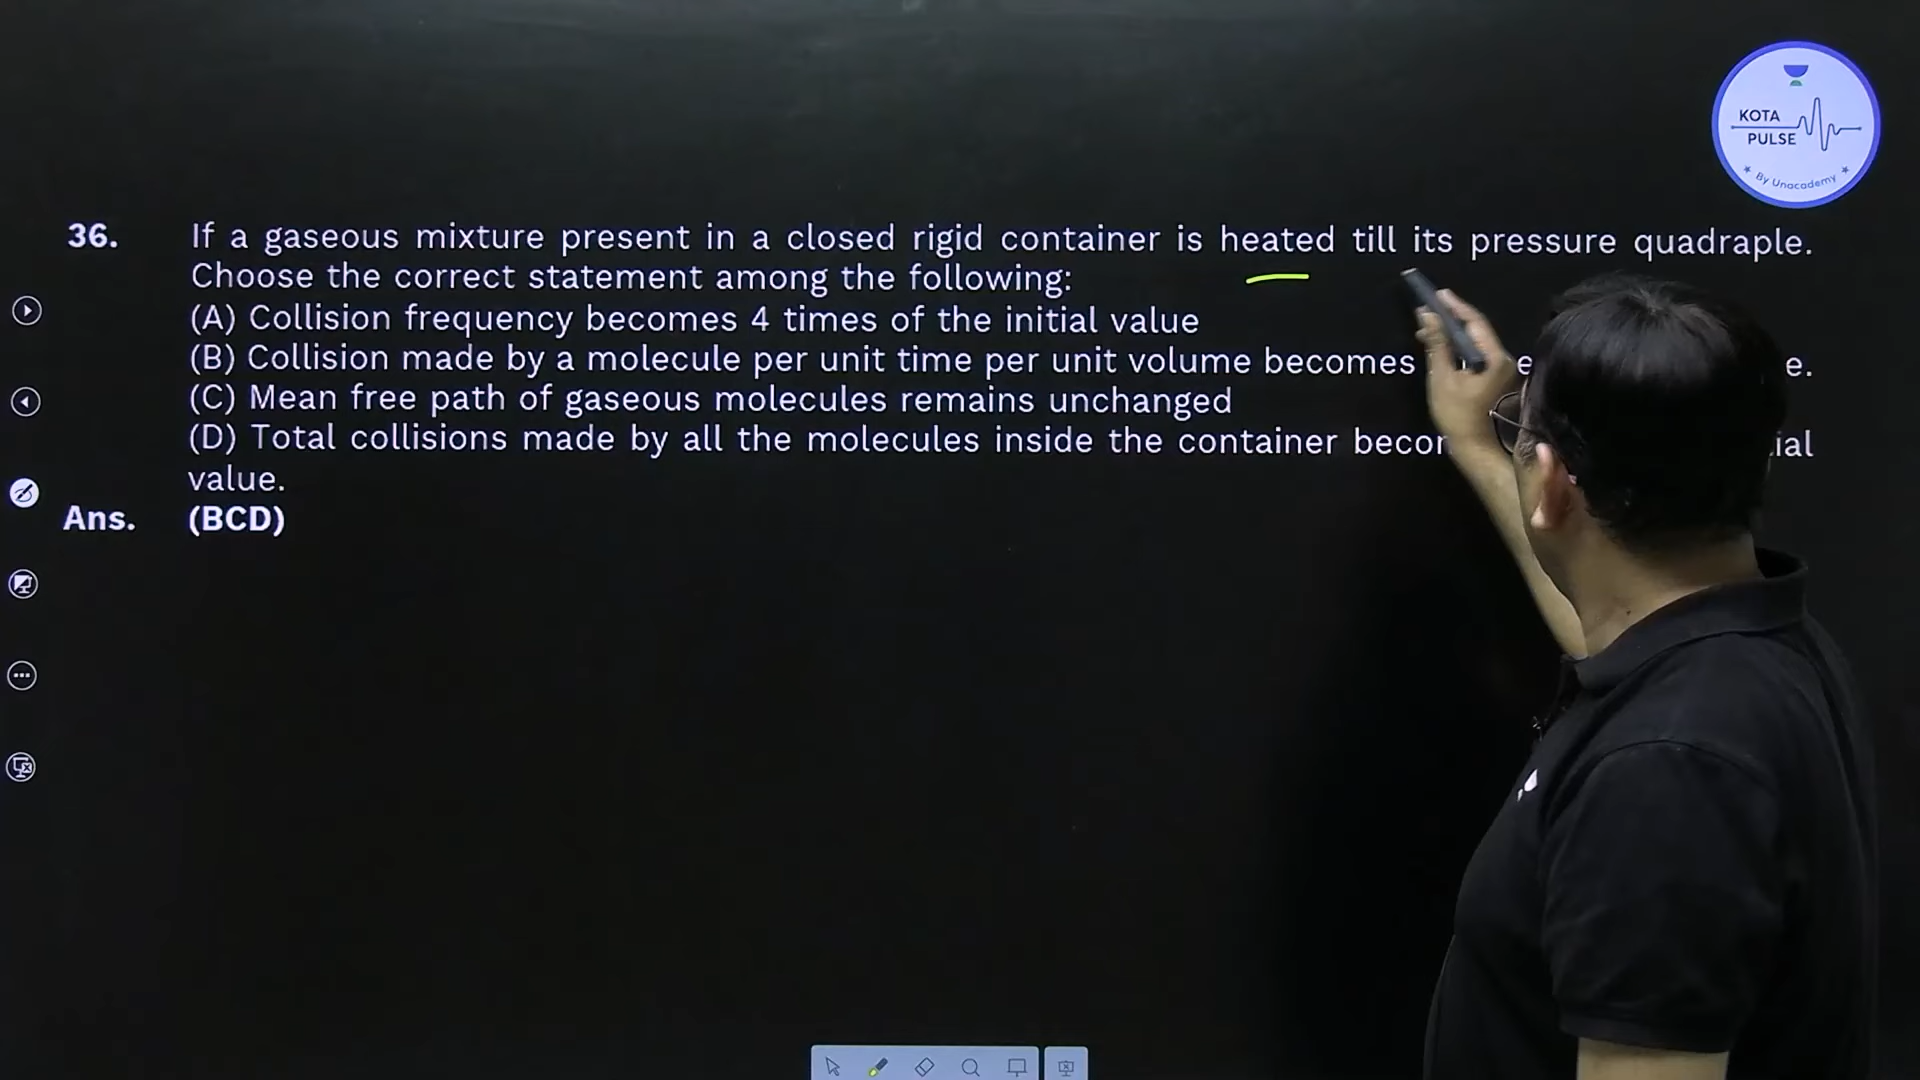 KOTA
PULSE
★ By Unacademy ★
36. If a gaseous mixture present in a closed rigid container is heated till its pressure quadraple.
Choose the correct statement among the following:
(A) Collision frequency becomes 4 times of the initial value
(B) Collision made by a molecule per unit time per unit volume becomes
(C) Mean free path of gaseous molecules remains unchanged
(D) Total collisions made by all the molecules inside the container
value.
Ans. (BCD)